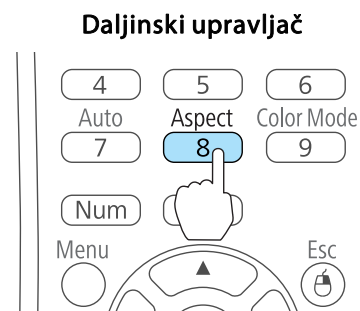 Daljinski upravljač
4 5 6
Auto Aspect Color Mode
7 8 9
Num
Menu Esc